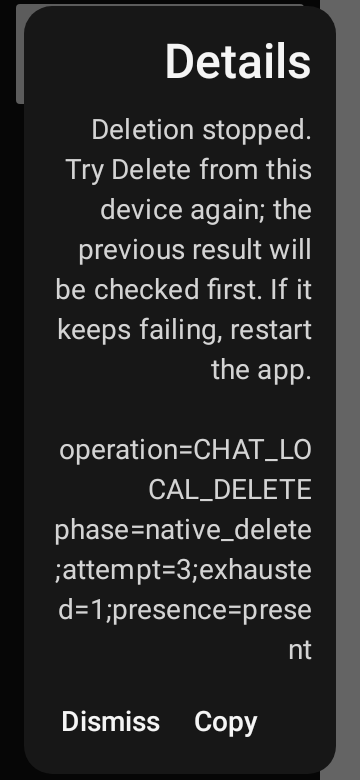 Details
Deletion stopped.
Try Delete from this
device again; the
previous result will
be checked first. If it
keeps failing, restart
the app.
operation=CHAT_LO
CAL_DELETE
phase=native_delete
;attempt=3;exhauste
d=1;presence=prese
nt
Dismiss Copy